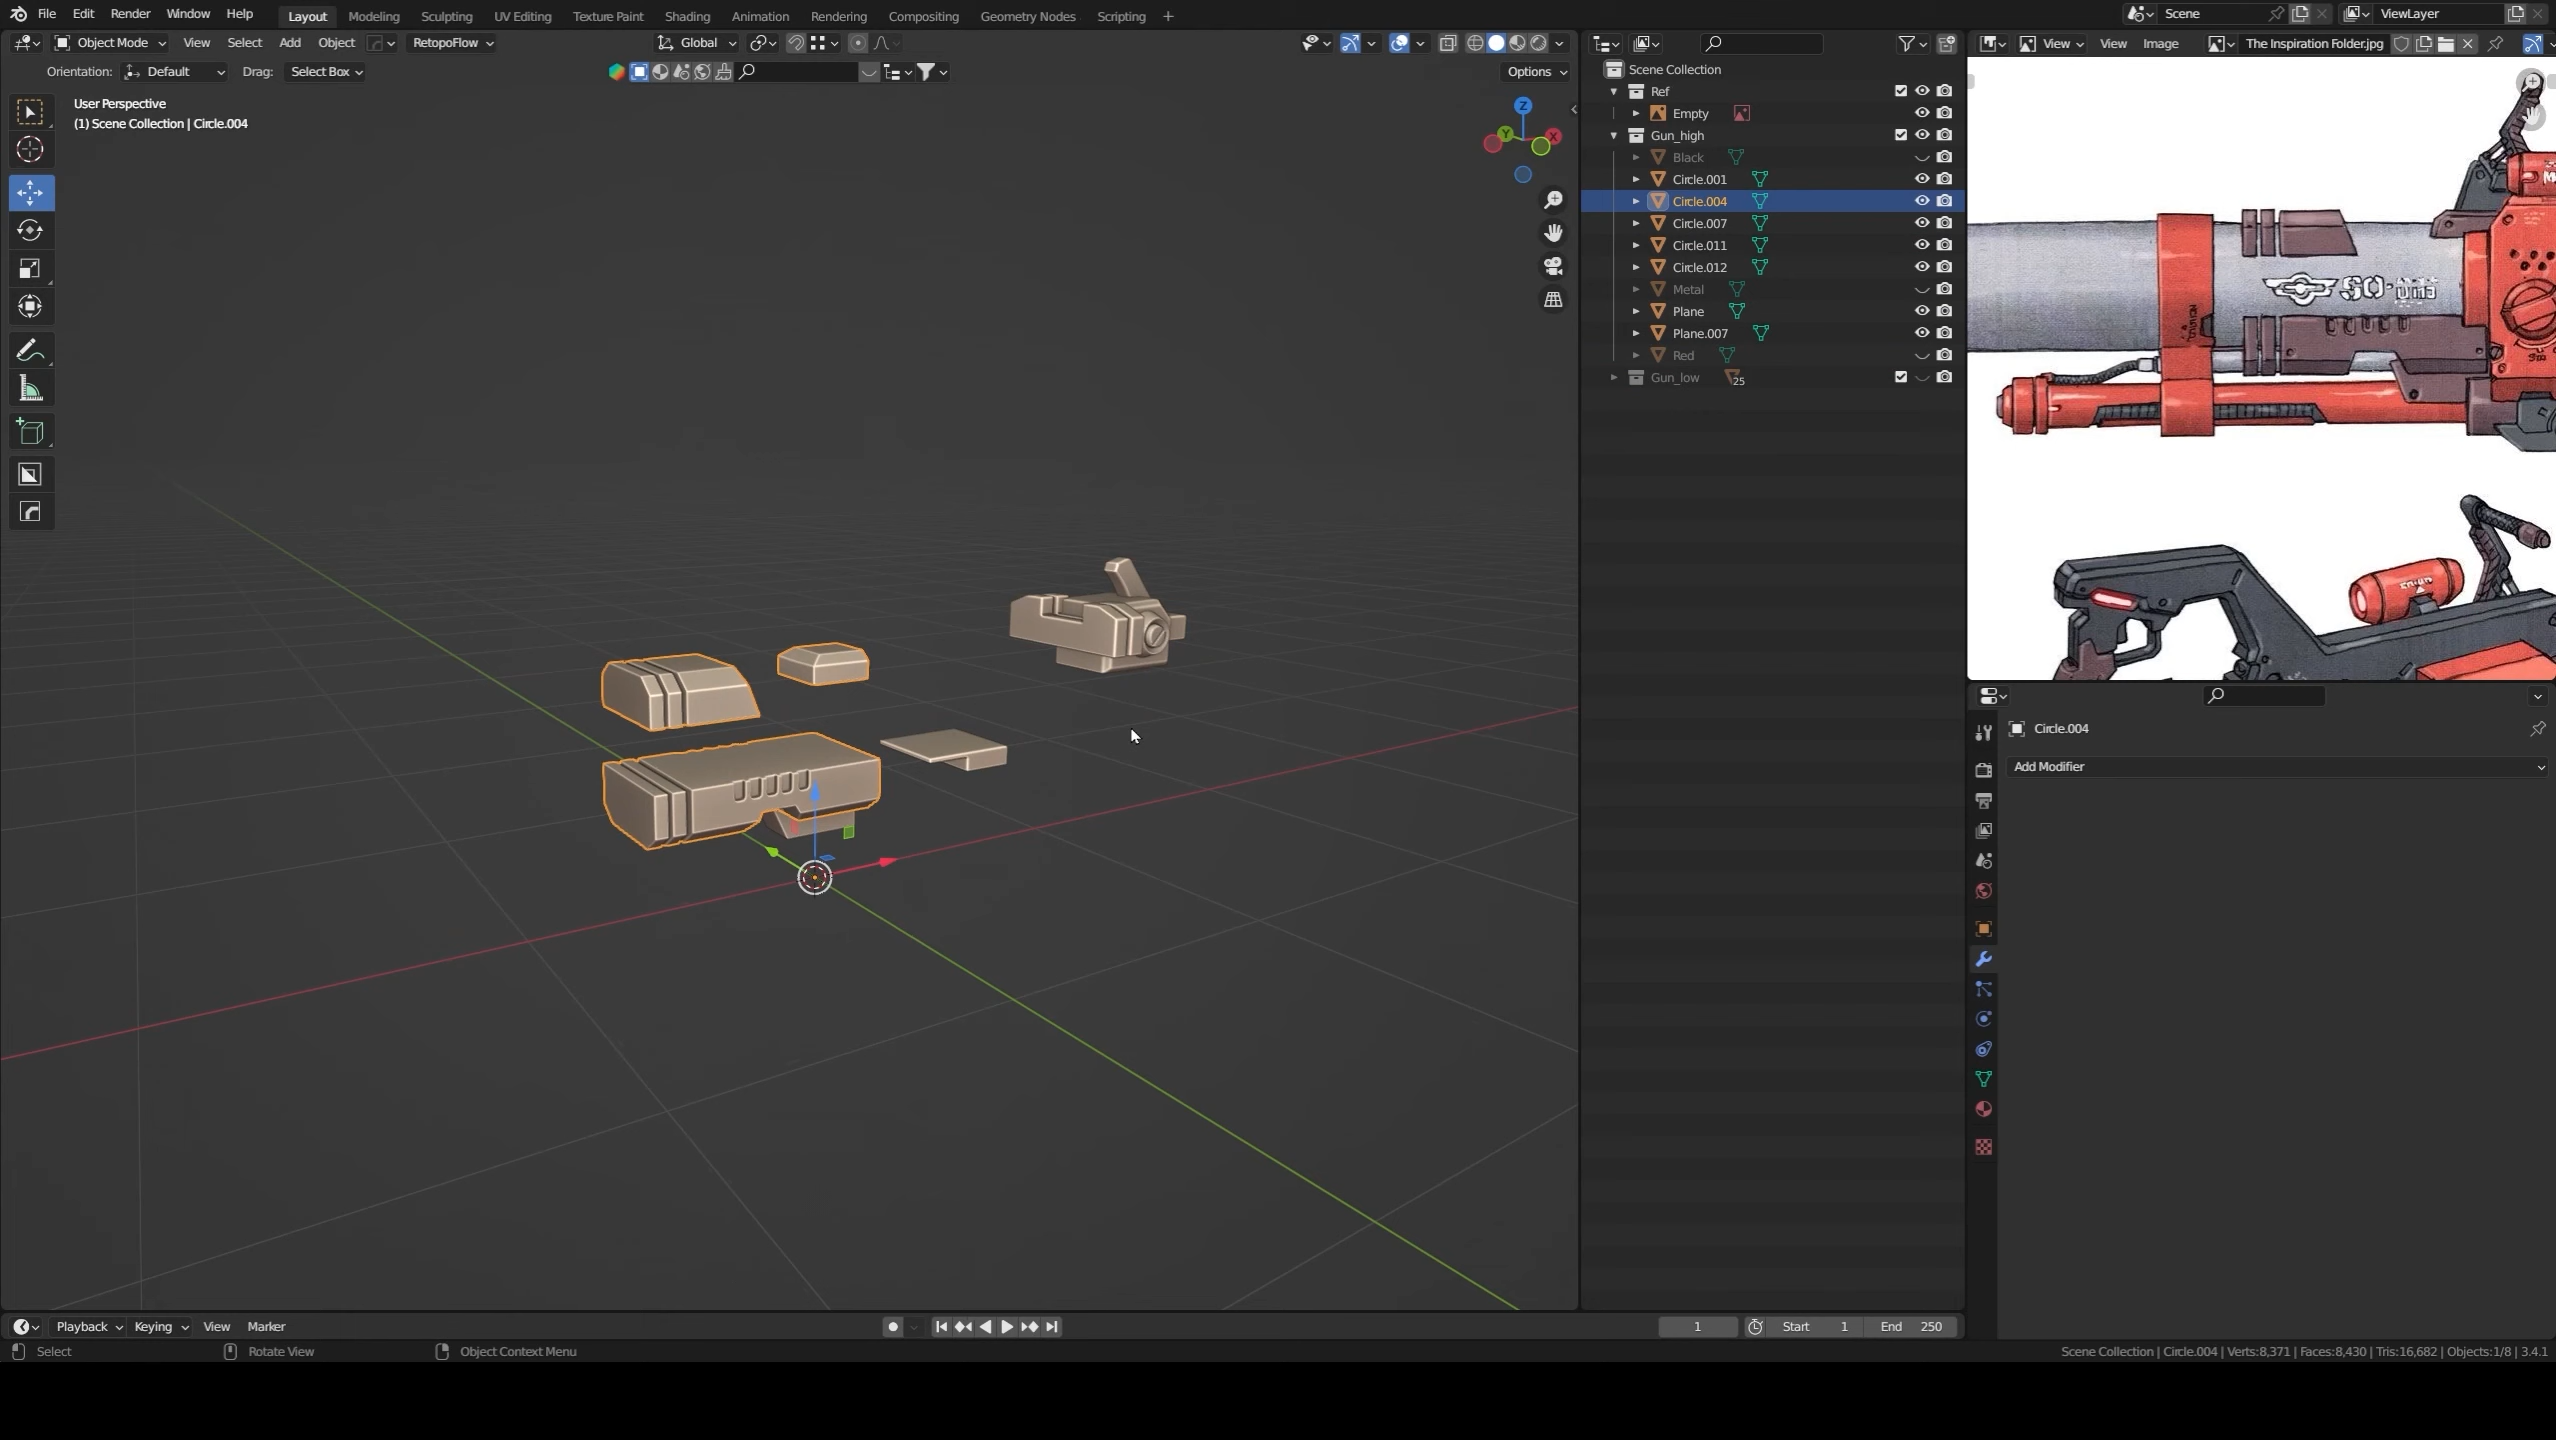 File Edit Render Window Help Layout Modeling Sculpting UV Editing Texture Paint Shading Animation Rendering Compositing Geometry Nodes Scripting + Scene ViewLayer
Object Mode View Select Add Object RetopoFlow Global
View View Image The Inspiration Folder.jpg
Orientation: Default Drag: Select Box Options
User Perspective
(1) Scene Collection | Circle.004
Z
Y
X
Scene Collection
Ref
Empty
Gun_high
Black
Circle.001
Circle.004
Circle.007
Circle.011
Circle.012
Metal
Plane
Plane.007
Red
Gun_low 25
Circle.004
Add Modifier
Playback Keying View Marker 1 Start 1 End 250
Select Rotate View Object Context Menu Scene Collection | Circle.004 | Verts:8,371 | Faces:8,430 | Tris:16,682 | Objects:1/8 | 3.4.1